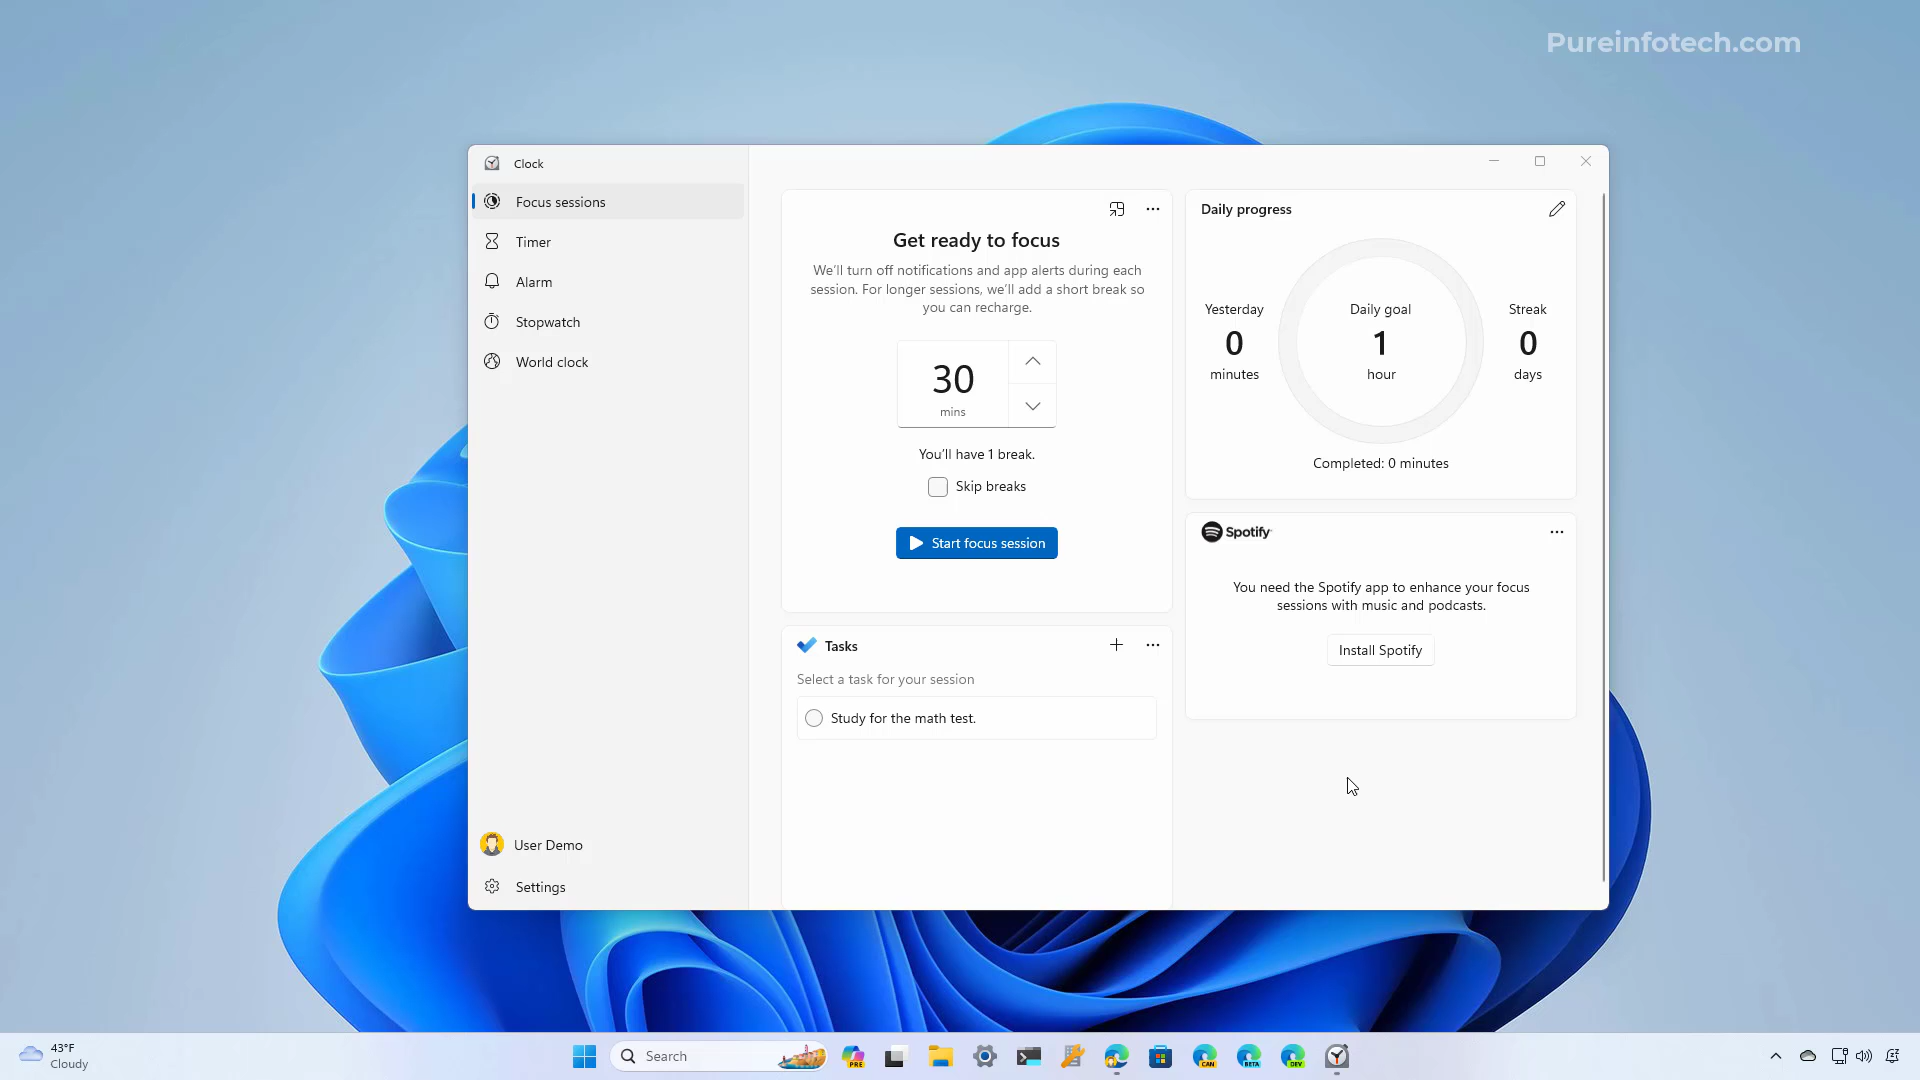 Pureinfotech.com
Clock
Focus sessions
Timer
Alarm
Stopwatch
World clock
User Demo
Settings
Get ready to focus
We'll turn off notifications and app alerts during each
session. For longer sessions, we'll add a short break so
you can recharge.
30
mins
You'll have 1 break.
Skip breaks
Start focus session
Tasks
Select a task for your session
Study for the math test.
Daily progress
Yesterday
0
minutes
Daily goal
1
hour
Streak
0
days
Completed: 0 minutes
Spotify
You need the Spotify app to enhance your focus
sessions with music and podcasts.
Install Spotify
43°F
Cloudy
Search
PRE
CAN
BETA
DEV